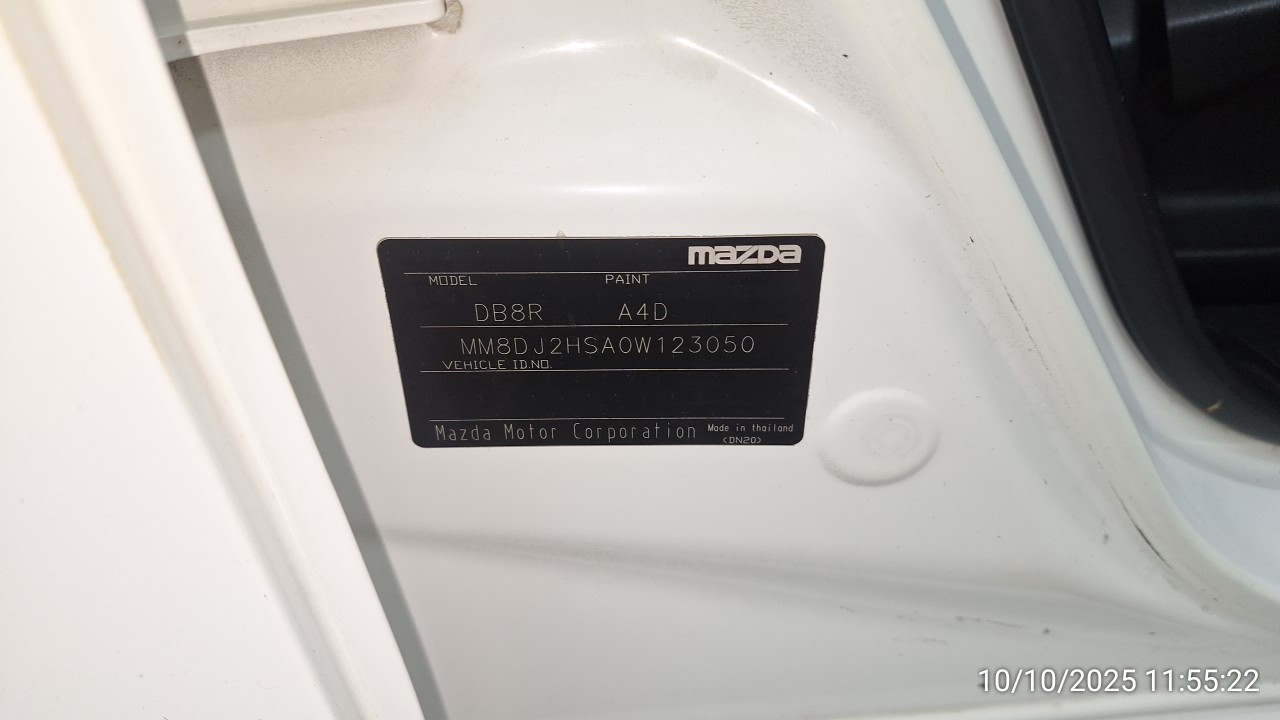 mazda
MODEL PAINT
DB8R A4D
MM8DJ2HSA0W123050
VEHICLE ID.NO.
Mazda Motor Corporation Made in thailand
(DN20)
10/10/2025 11:55:22